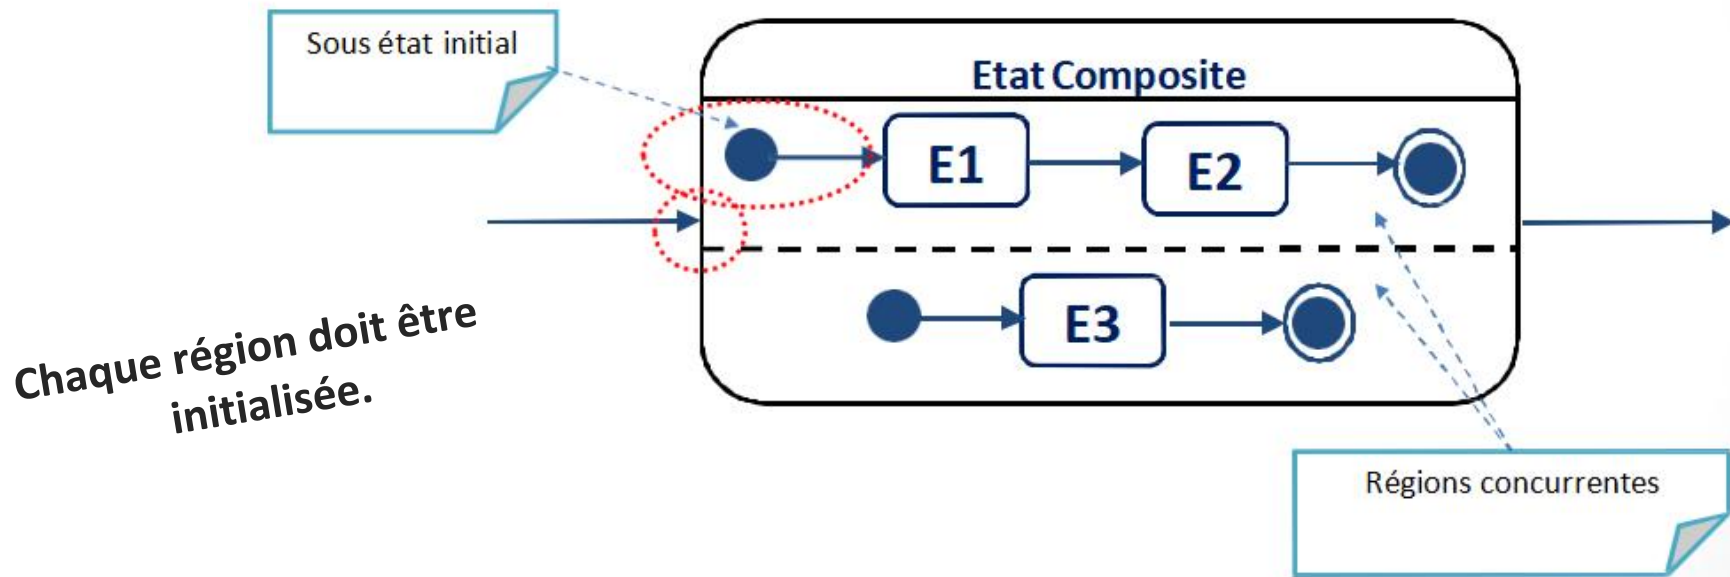 Sous état initial
Etat Composite
E1
E2
E3
Chaque région doit être
initialisée.
Régions concurrentes